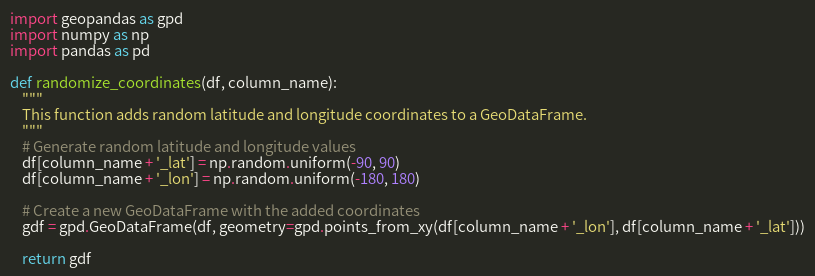 import geopandas as gpd
import numpy as np
import pandas as pd
def randomize_coordinates(df, column_name):
"""
This function adds random latitude and longitude coordinates to a GeoDataFrame.
"""
# Generate random latitude and longitude values
df[column_name + '_lat'] = np.random.uniform(-90, 90)
df[column_name + '_lon'] = np.random.uniform(-180, 180)
# Create a new GeoDataFrame with the added coordinates
gdf = gpd.GeoDataFrame(df, geometry=gpd.points_from_xy(df[column_name + '_lon'], df[column_name + '_lat']))
return gdf